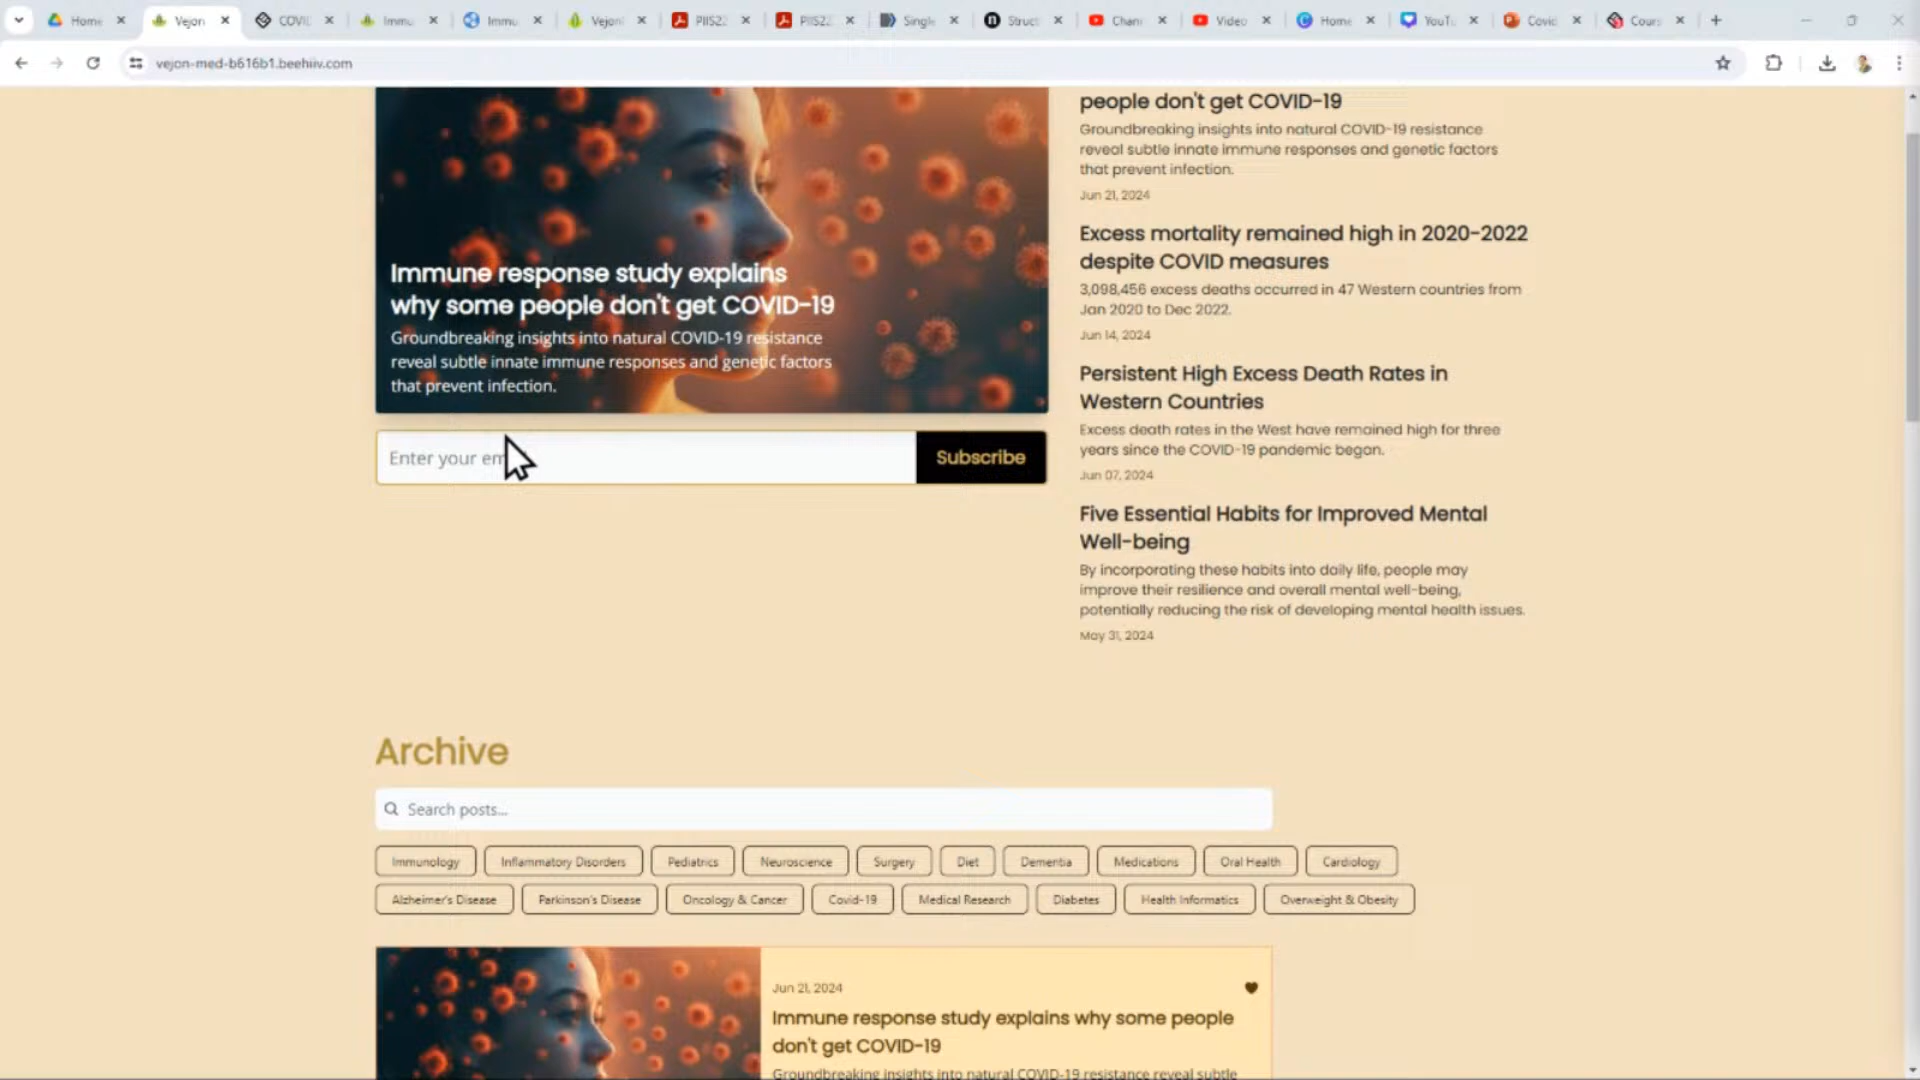 Home
Vejon
COVI
Immu
Immu
Vejon
PIIS2
PIIS2
Single
Struct
Chan
Video
Home
YouT
Covid
Cours
vejon-med-b616b1.beehiiv.com
Immune response study explains
why some people don't get COVID-19
Groundbreaking insights into natural COVID-19 resistance
reveal subtle innate immune responses and genetic factors
that prevent infection.
Enter your em
Subscribe
people don't get COVID-19
Groundbreaking insights into natural COVID-19 resistance
reveal subtle innate immune responses and genetic factors
that prevent infection.
Jun 21, 2024
Excess mortality remained high in 2020-2022
despite COVID measures
3,098,456 excess deaths occurred in 47 Western countries from
Jan 2020 to Dec 2022.
Jun 14, 2024
Persistent High Excess Death Rates in
Western Countries
Excess death rates in the West have remained high for three
years since the COVID-19 pandemic began.
Jun 07, 2024
Five Essential Habits for Improved Mental
Well-being
By incorporating these habits into daily life, people may
improve their resilience and overall mental well-being,
potentially reducing the risk of developing mental health issues.
May 31, 2024
Archive
Search posts...
Immunology Inflammatory Disorders Pediatrics Neuroscience Surgery Diet Dementia Medications Oral Health Cardiology
Alzheimer's Disease Parkinson's Disease Oncology & Cancer Covid-19 Medical Research Diabetes Health Informatics Overweight & Obesity
Jun 21, 2024
Immune response study explains why some people
don't get COVID-19
Groundbreaking insights into natural COVID-19 resistance reveal subtle